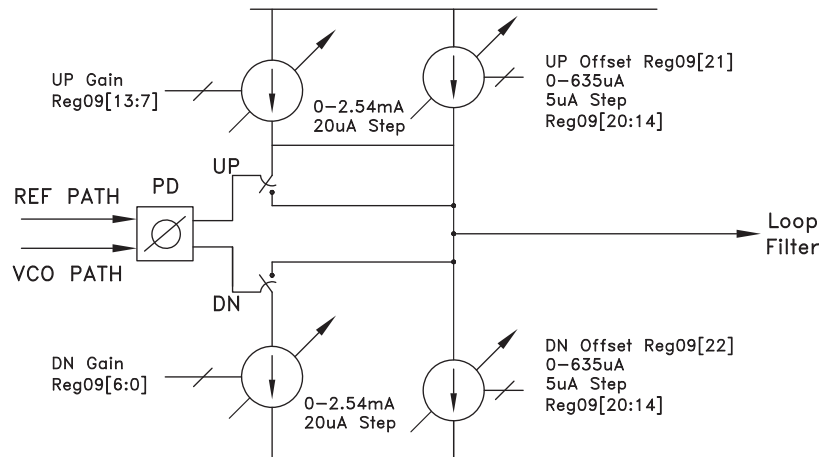 UP Gain
Reg09[13:7]
0-2.54mA
20uA Step
UP Offset Reg09[21]
0-635uA
5uA Step
Reg09[20:14]
UP
PD
REF PATH
VCO PATH
DN
Loop
Filter
DN Gain
Reg09[6:0]
0-2.54mA
20uA Step
DN Offset Reg09[22]
0-635uA
5uA Step
Reg09[20:14]